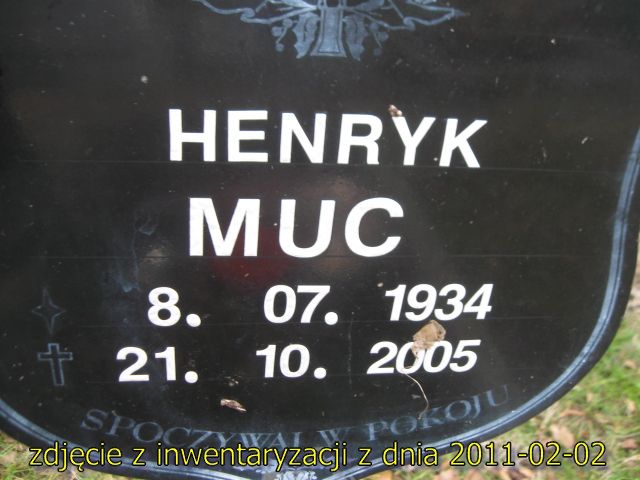 HENRYK
MUC
8. 07. 1934
21. 10. 2005
SPOCZYWAJ W POKOJU
zdjęcie z inwentaryzacji z dnia 2011-02-02